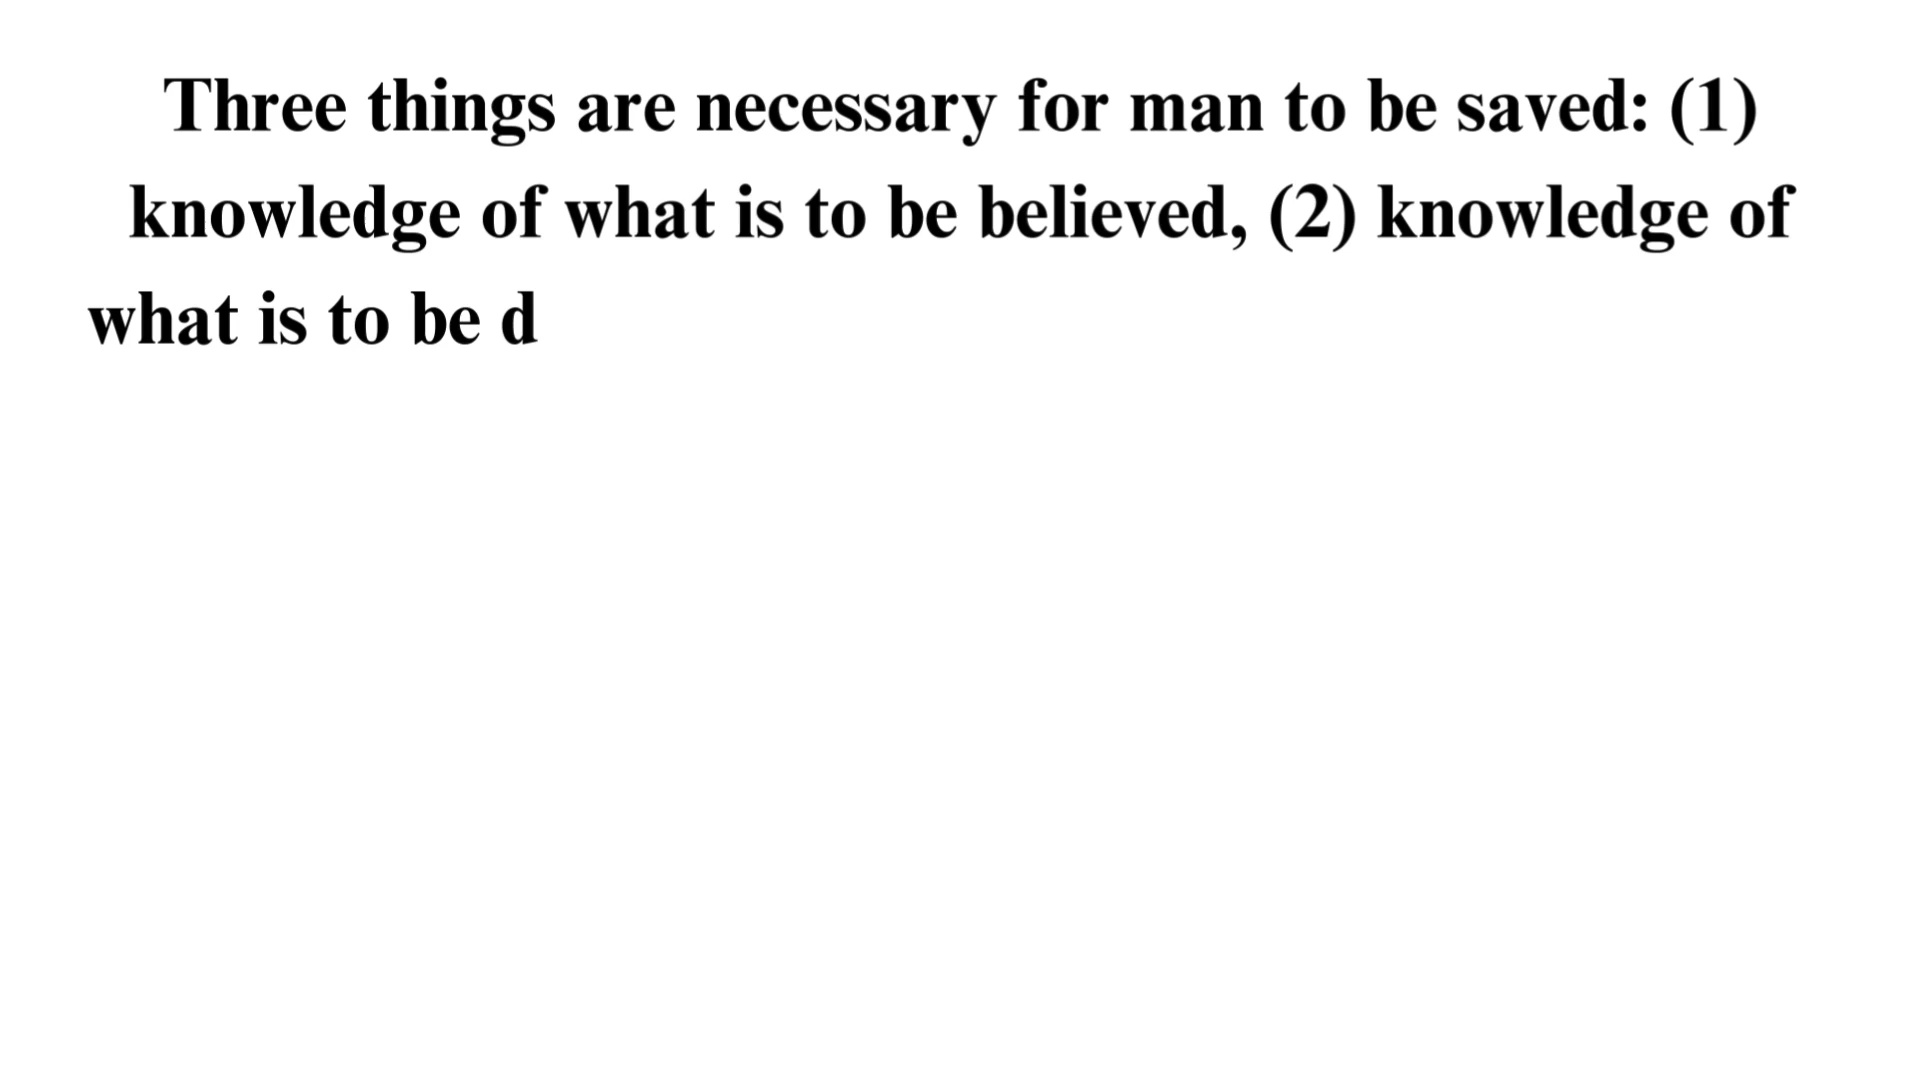 Three things are necessary for man to be saved: (1)
knowledge of what is to be believed, (2) knowledge of
what is to be d